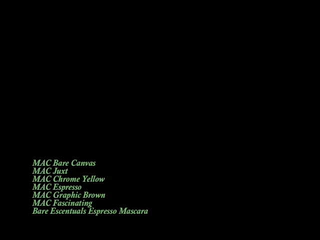 MAC Bare Canvas
MAC Juxt
MAC Chrome Yellow
MAC Espresso
MAC Graphic Brown
MAC Fascinating
Bare Escentuals Espresso Mascara